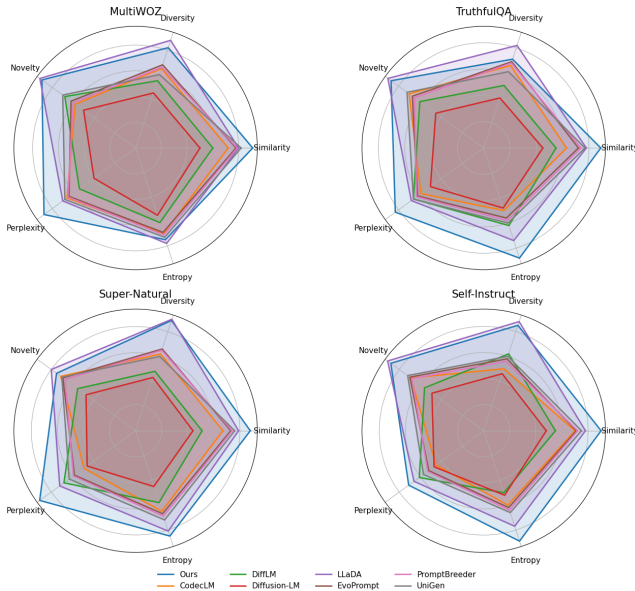 MultiWOZ
Diversity
Novelty
Similarity
Perplexity
Entropy
TruthfulQA
Diversity
Novelty
Similarity
Perplexity
Entropy
Super-Natural
Diversity
Novelty
Similarity
Perplexity
Entropy
Self-Instruct
Diversity
Novelty
Similarity
Perplexity
Entropy
Ours DiffLM LLaDA PromptBreeder
CodecLM Diffusion-LM EvoPrompt UniGen